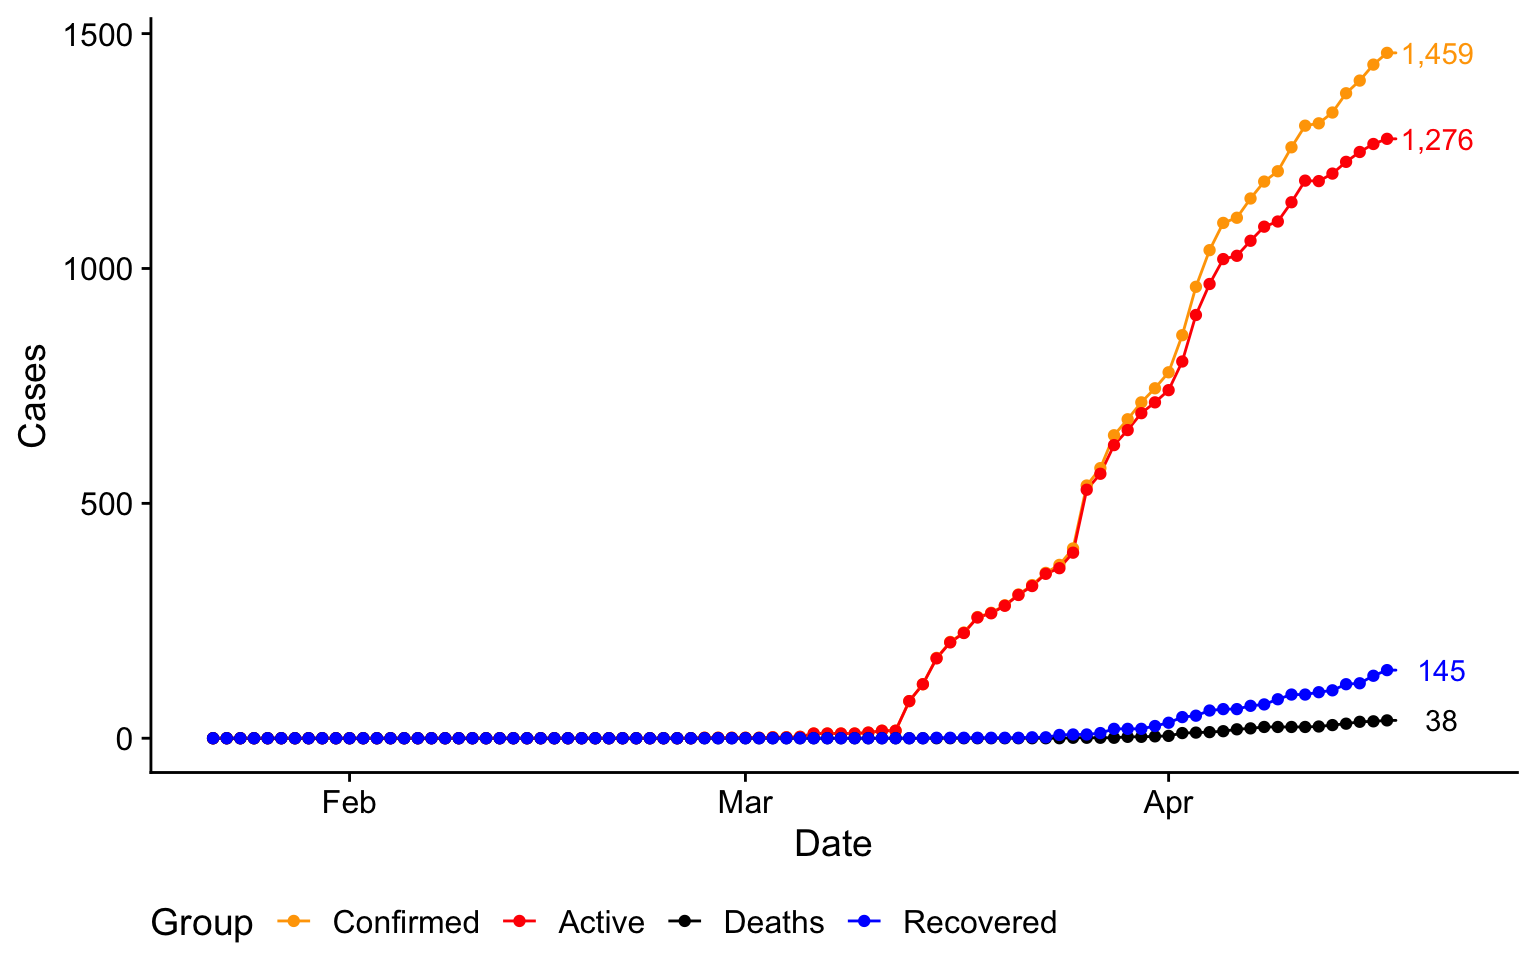 1500
1,459
1,276
1000
Cases
500
145
38
0
Feb Mar Apr
Date
Group Confirmed Active Deaths Recovered